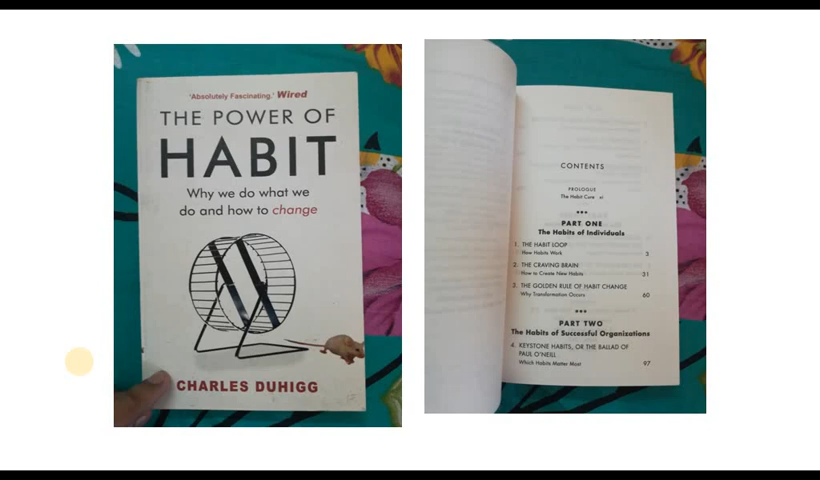 'Absolutely Fascinating.' Wired
THE POWER OF
HABIT
Why we do what we
do and how to change
CHARLES DUHIGG
CONTENTS
PROLOGUE
The Habit Cure xi
PART ONE
The Habits of Individuals
1. THE HABIT LOOP
How Habits Work 3
2. THE CRAVING BRAIN
How to Create New Habits 31
3. THE GOLDEN RULE OF HABIT CHANGE
Why Transformation Occurs 60
PART TWO
The Habits of Successful Organizations
4. KEYSTONE HABITS, OR THE BALLAD OF
PAUL O'NEILL
Which Habits Matter Most 97